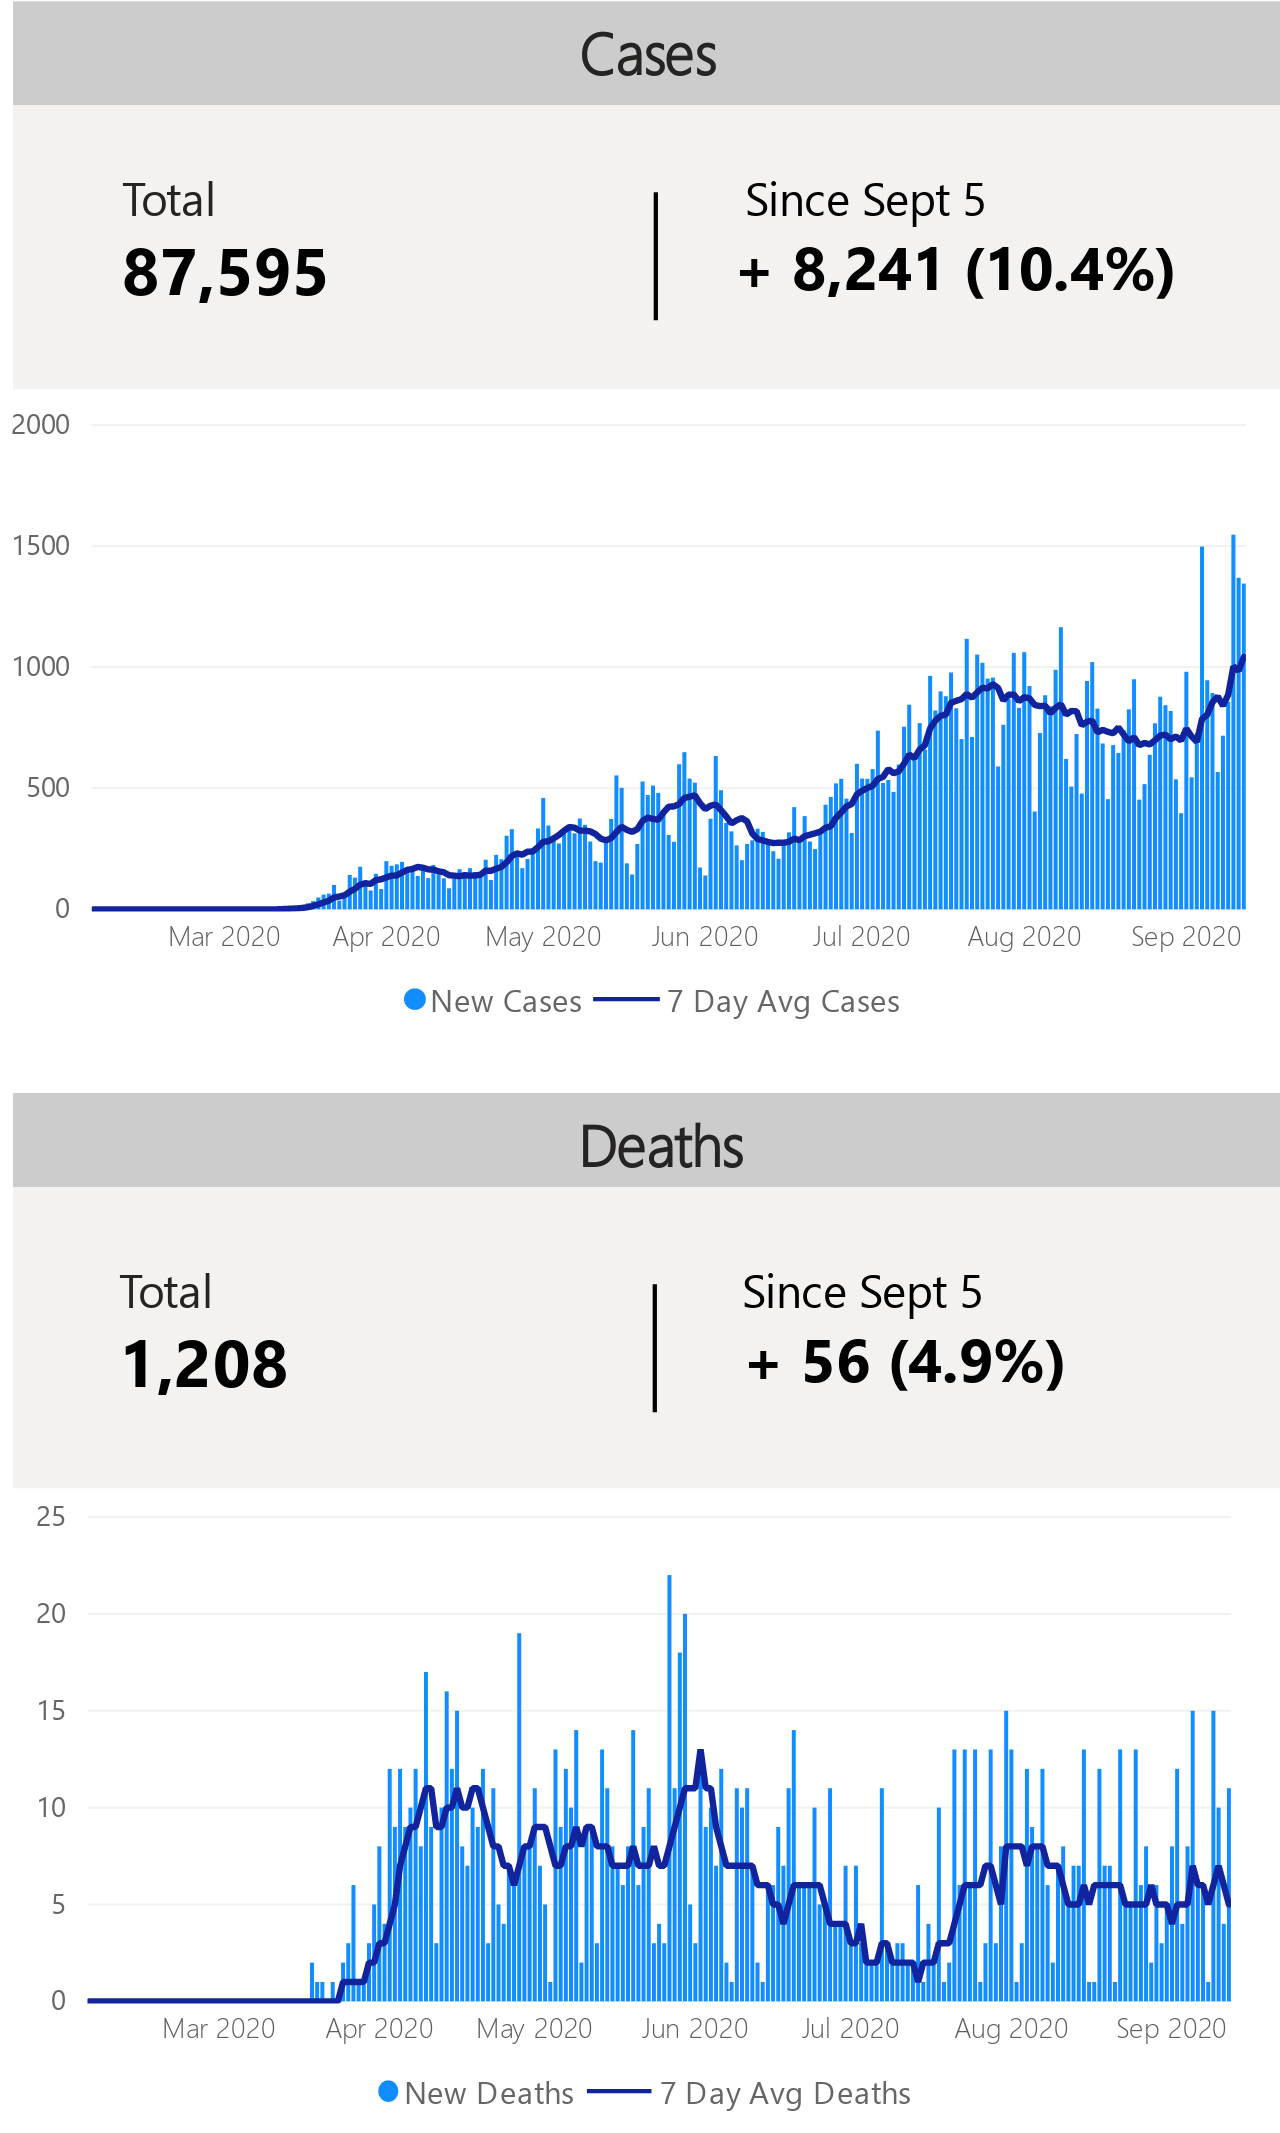 Cases
Total
Since Sept 5
87,595
+ 8,241 (10.4%)
2000
1500
1000
500
0
Mar 2020 Apr 2020 May 2020 Jun 2020 Jul 2020 Aug 2020 Sep 2020
New Cases 7 Day Avg Cases
Deaths
Total
Since Sept 5
1,208
+ 56 (4.9%)
25
20
15
10
5
0
Mar 2020 Apr 2020 May 2020 Jun 2020 Jul 2020 Aug 2020 Sep 2020
New Deaths 7 Day Avg Deaths